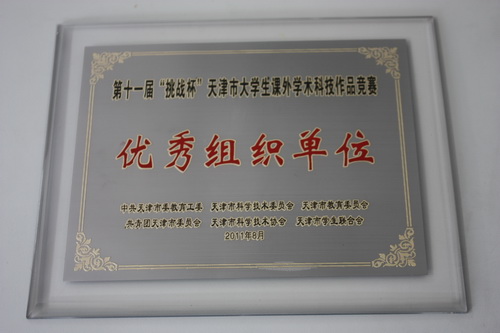 第十一届“挑战杯”天津市大学生课外学术科技作品竞赛
优秀组织单位
中共天津市委教育工委 天津市科学技术委员会 天津市教育委员会
共青团天津市委员会 天津市科学技术协会 天津市学生联合会
2011年6月